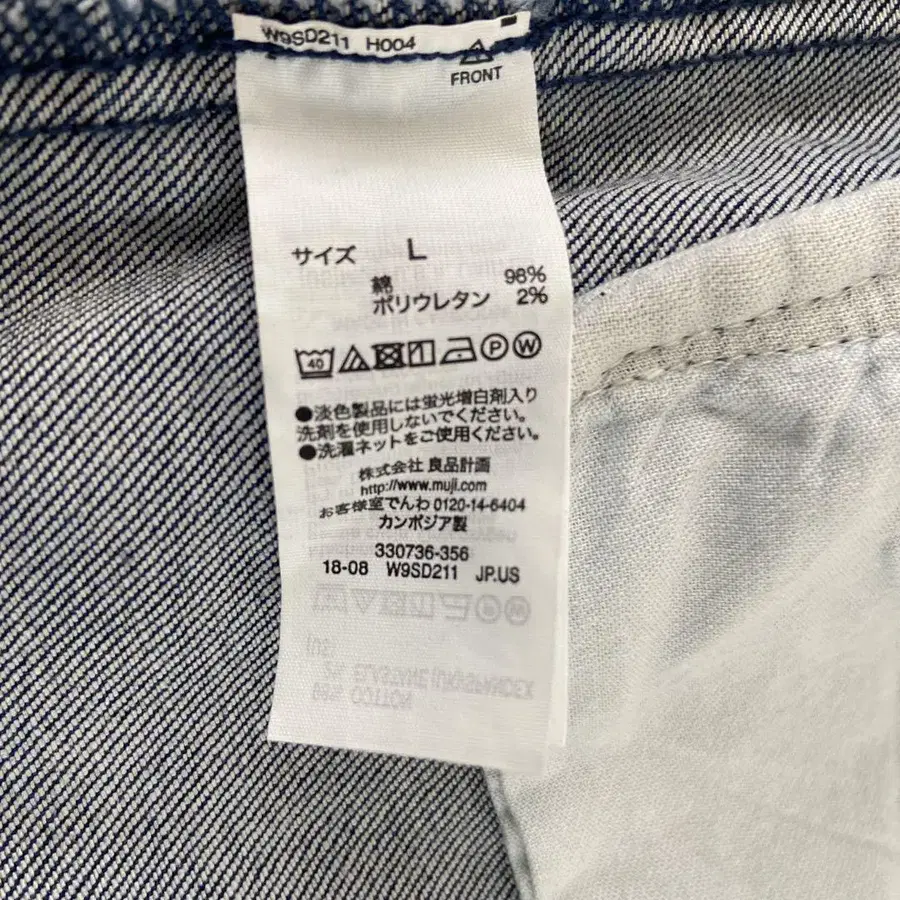 W9SD211 H004
FRONT
サイズ L
綿 98%
ポリウレタン 2%
40 P W
●淡色製品には蛍光増白剤入り
洗剤を使用しないでください。
●洗濯ネットをご使用ください。
株式会社 良品計画
http://www.muji.com
お客様室でんわ 0120-14-6404
カンボジア製
330736-356
18-08 W9SD211 JP.US